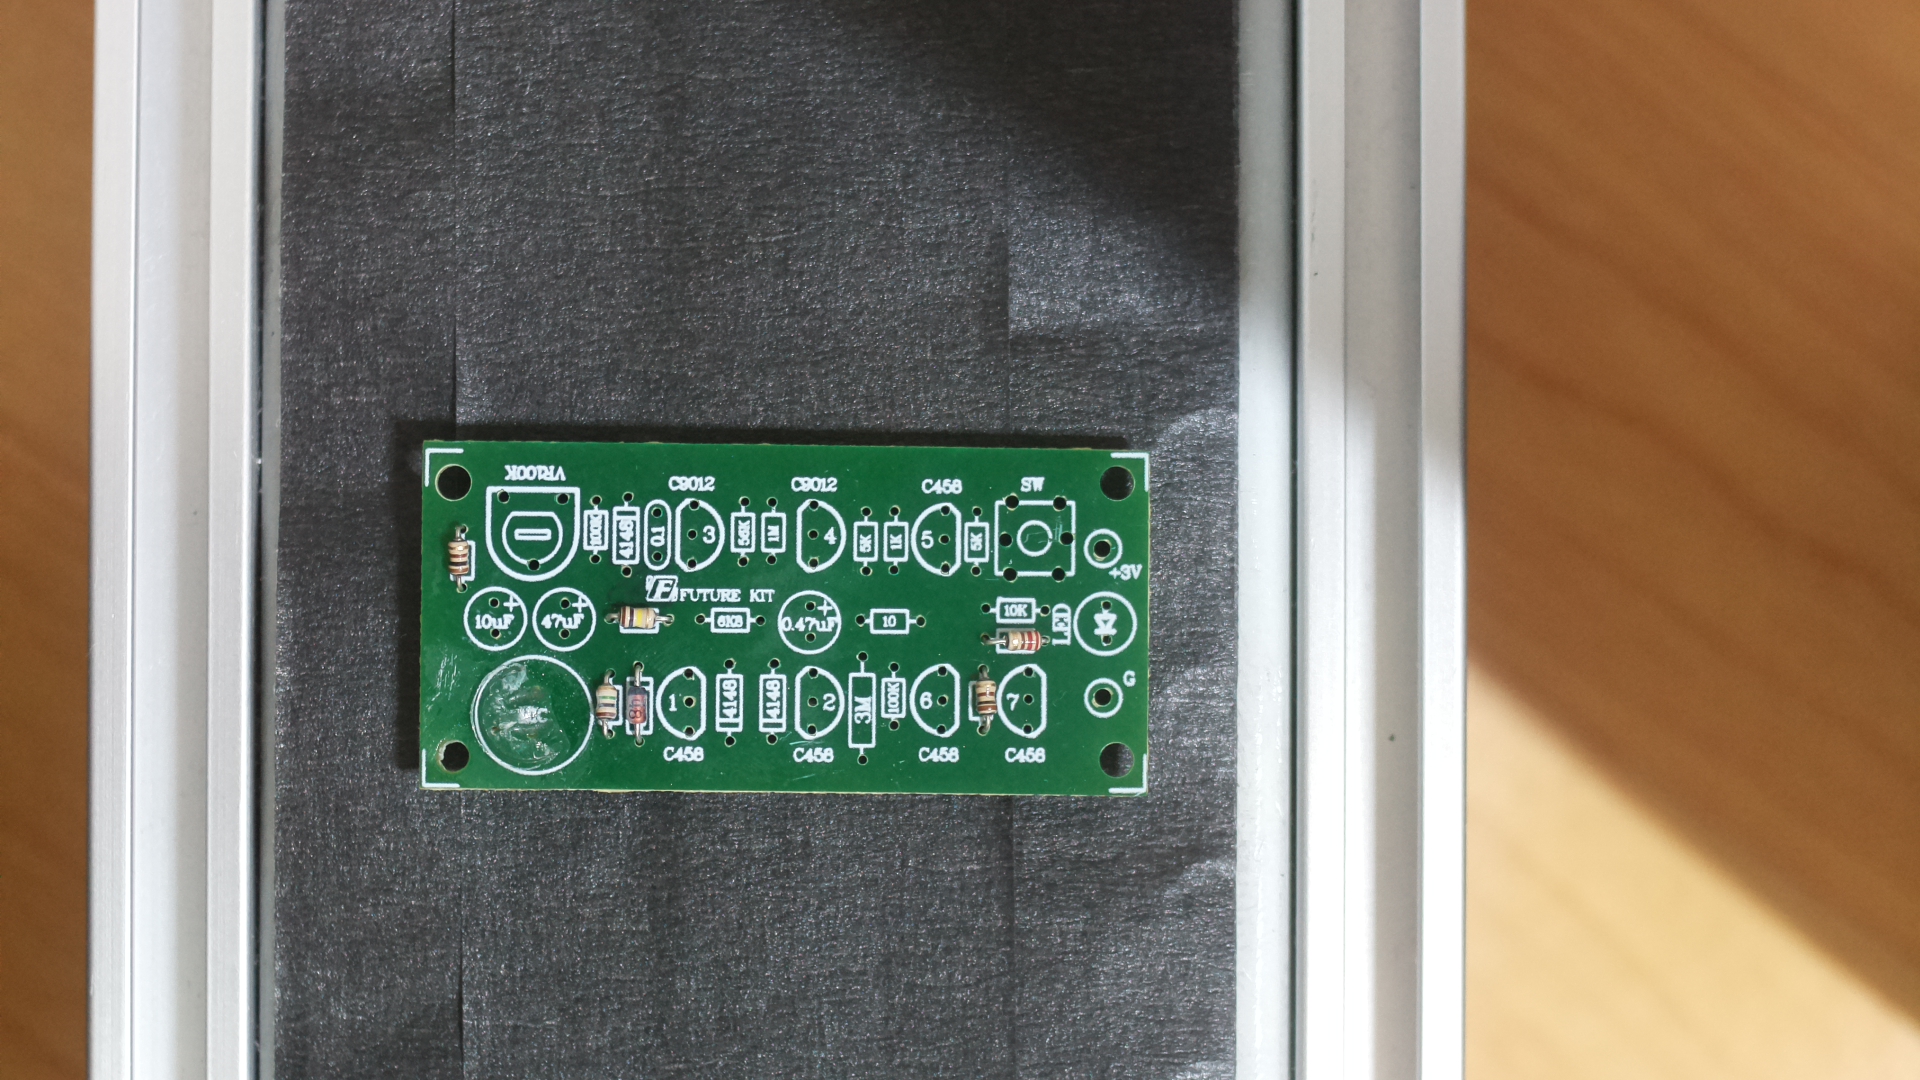 VR100K
C9012
C9012
C458
SW
100K
4148
0.1
3
56K
1M
4
5K
1K
5
5K
+3V
F FUTURE KIT
10uF
+
47uF
+
6K8
0.47uF
+
10
10K
LED
1
4148
4148
2
3M
100K
6
7
G
C458
C458
C458
C458